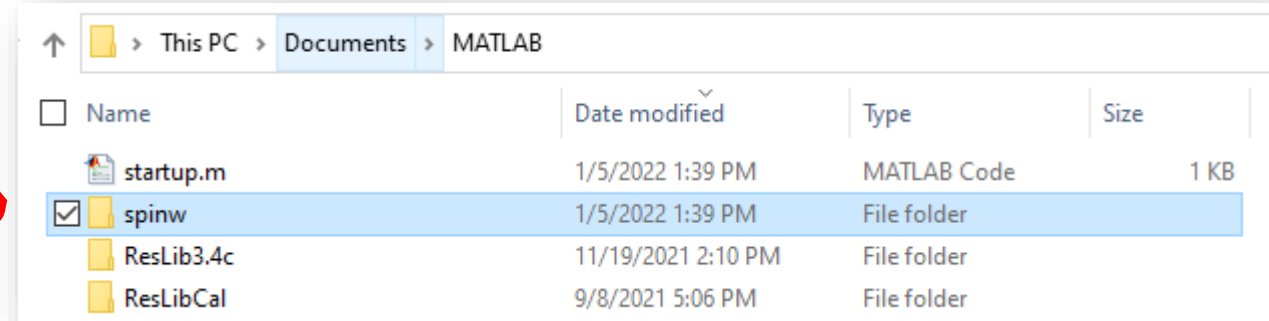 This PC > Documents > MATLAB
Name Date modified Type Size
startup.m 1/5/2022 1:39 PM MATLAB Code 1 KB
spinw 1/5/2022 1:39 PM File folder
ResLib3.4c 11/19/2021 2:10 PM File folder
ResLibCal 9/8/2021 5:06 PM File folder